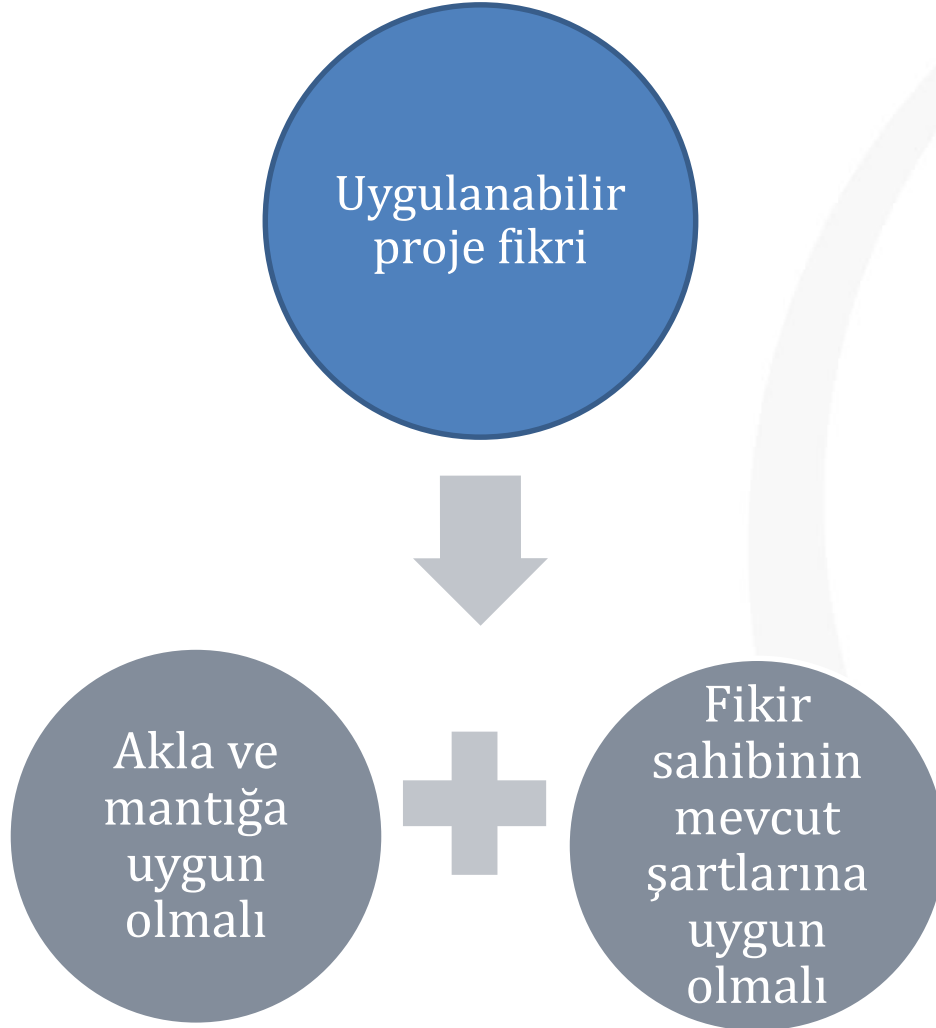 Uygulanabilir
proje fikri
Akla ve
mantığa
uygun
olmalı
Fikir
sahibinin
mevcut
şartlarına
uygun
olmalı